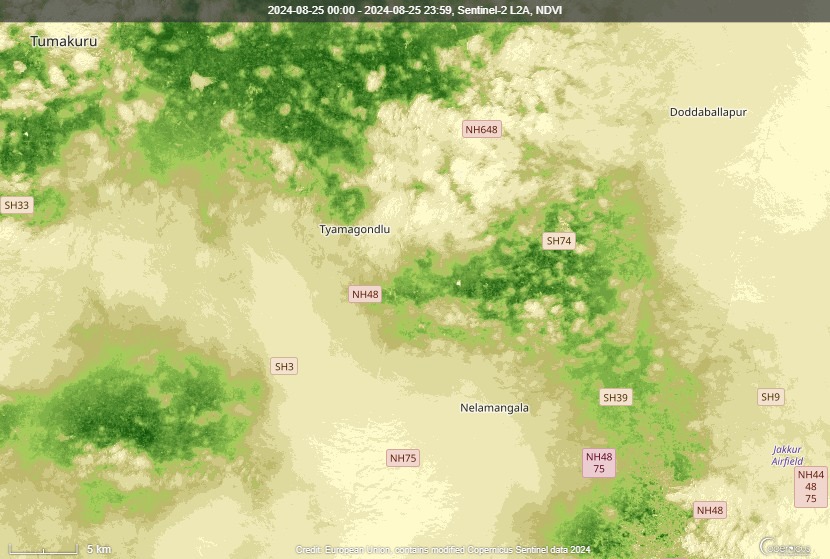 2024-08-25 00:00 - 2024-08-25 23:59, Sentinel-2 L2A, NDVI
Tumakuru
Doddaballapur
NH648
SH33
Tyamagondlu
SH74
NH48
SH3
SH39
SH9
Nelamangala
NH75
NH48
75
Jakkur
Airfield
NH44
48
75
NH48
5 km
Credit: European Union, contains modified Copernicus Sentinel data 2024